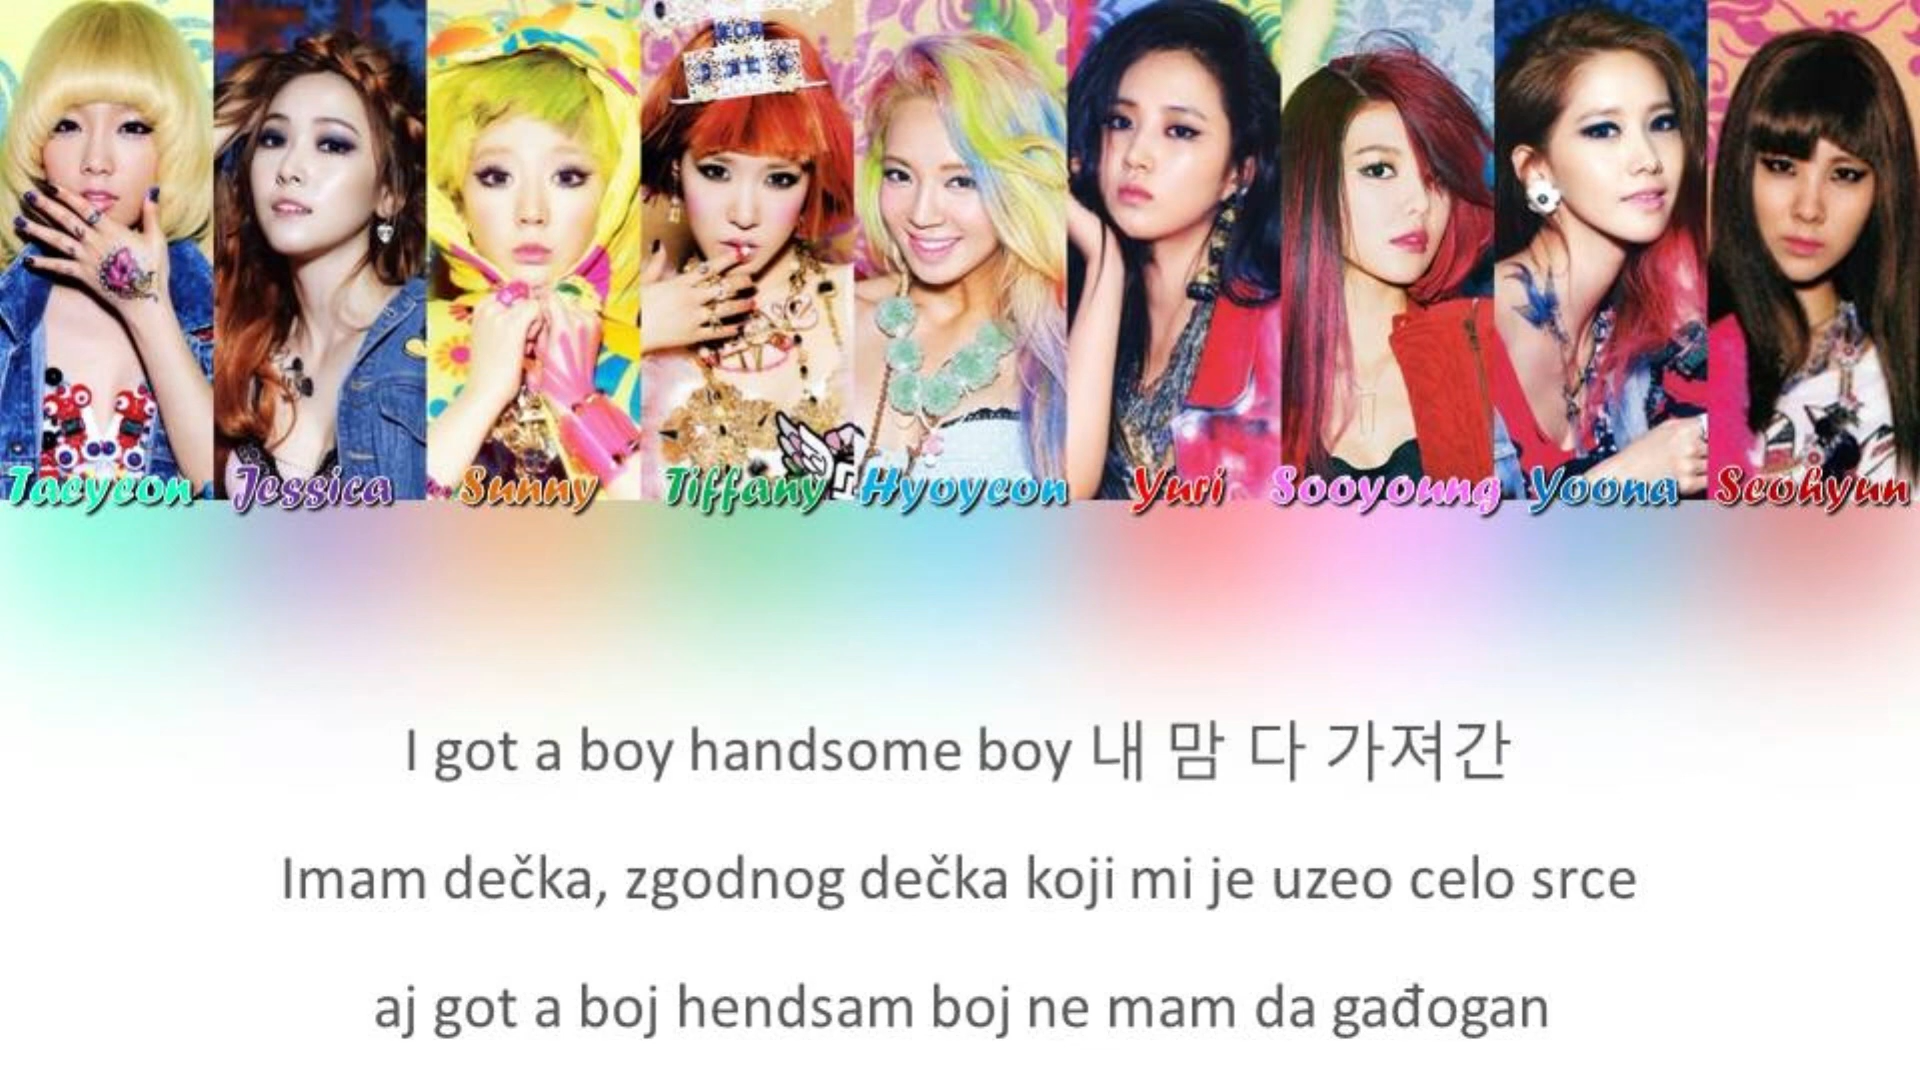 Taeyeon Jessica Sunny Tiffany Hyoyeon Yuri Sooyoung Yoona Seohyun
I got a boy handsome boy 내 맘 다 가져간
Imam dečka, zgodnog dečka koji mi je uzeo celo srce
aj got a boj hendsam boj ne mam da gađogan